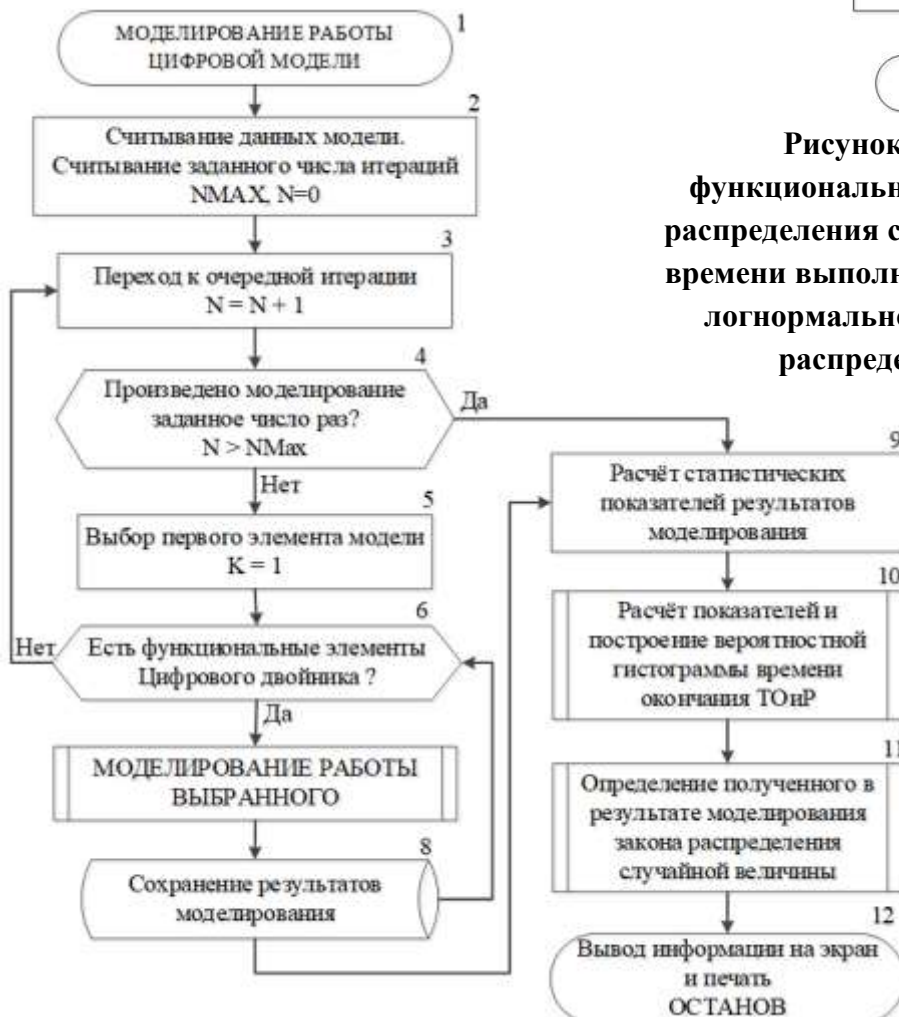 МОДЕЛИРОВАНИЕ РАБОТЫ
ЦИФРОВОЙ МОДЕЛИ
1
2
Считывание данных модели.
Считывание заданного числа итераций
NMAX, N=0
3
Переход к очередной итерации
N = N + 1
4
Произведено моделирование
заданное число раз?
N > NMax
Да
Нет
5
Выбор первого элемента модели
K = 1
6
Нет
Есть функциональные элементы
Цифрового двойника ?
Да
МОДЕЛИРОВАНИЕ РАБОТЫ
ВЫБРАННОГО
8
Сохранение результатов
моделирования
Рисунок
функциональн
распределения с
времени выполн
логнормальн
распреде
9
Расчёт статистических
показателей результатов
моделирования
10
Расчёт показателей и
построение вероятностной
гистограммы времени
окончания ТОиР
11
Определение полученного в
результате моделирования
закона распределения
случайной величины
12
Вывод информации на экран
и печать
ОСТАНОВ